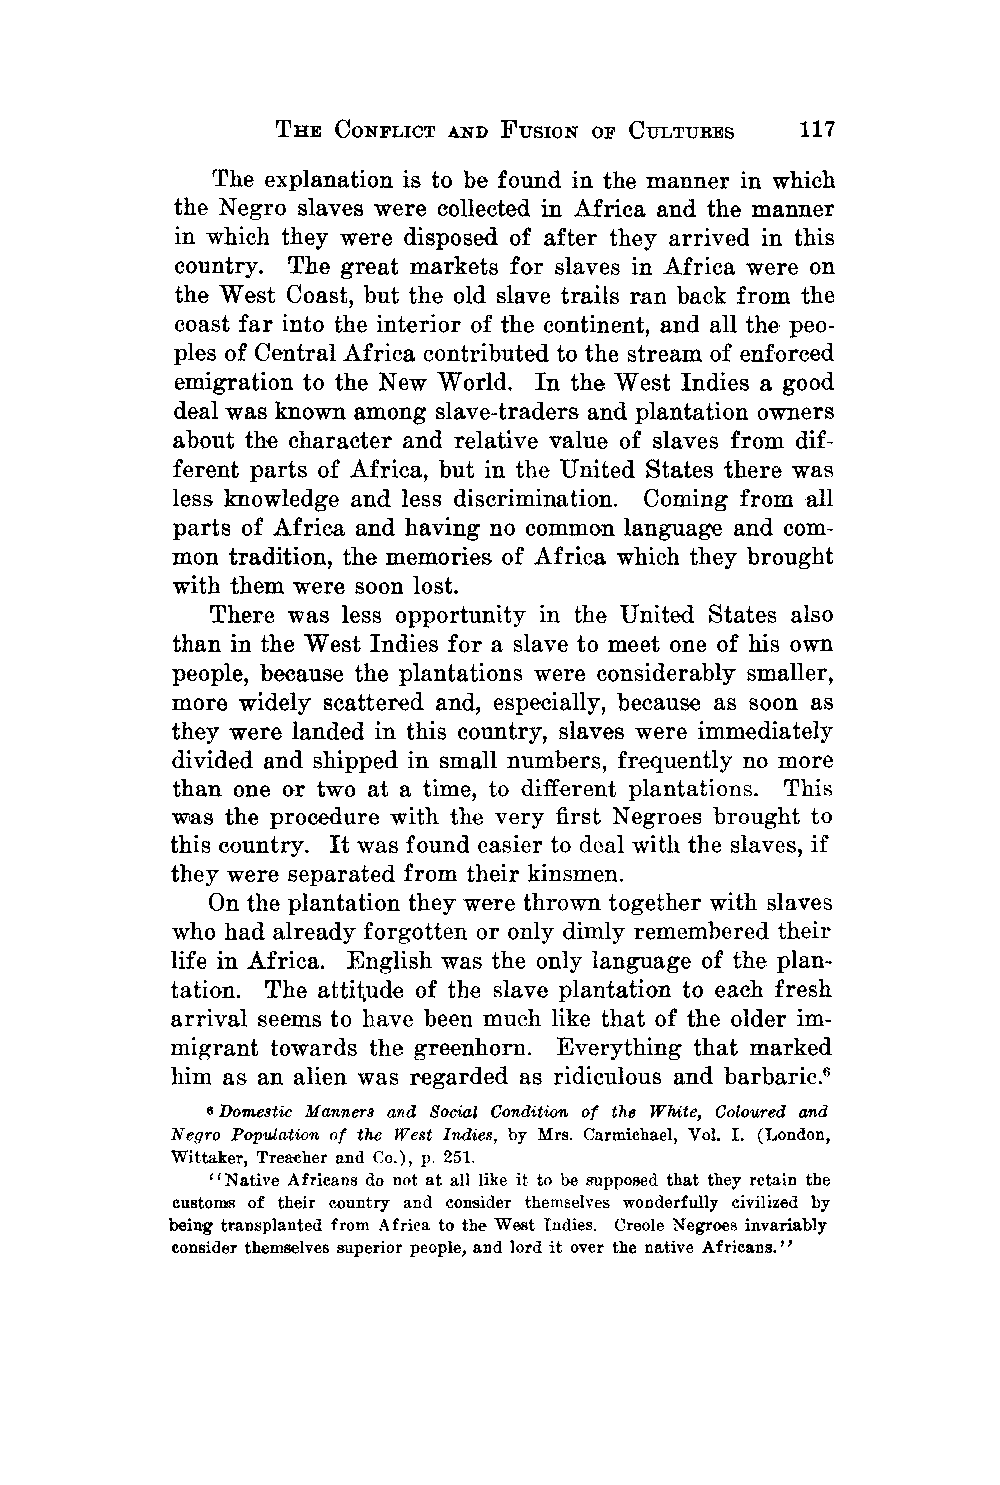 THE CONFLICT AND FUSION OF CULTURES 117
The explanation is to be found in the manner in which
the Negro slaves were collected in Africa and the manner
in which they were disposed of after they arrived in this
country. The great markets for slaves in Africa were on
the West Coast, but the old slave trails ran back from the
coast far into the interior of the continent, and all the peo-
ples of Central Africa contributed to the stream of enforced
emigration to the New World. In the West Indies a good
deal was known among slave-traders and plantation owners
about the character and relative value of slaves from dif-
ferent parts of Africa, but in the United States there was
less knowledge and less discrimination. Coming from all
parts of Africa and having no common language and com-
mon tradition, the memories of Africa which they brought
with them were soon lost.
There was less opportunity in the United States also
than in the West Indies for a slave to meet one of his own
people, because the plantations were considerably smaller,
more widely scattered and, especially, because as soon as
they were landed in this country, slaves were immediately
divided and shipped in small numbers, frequently no more
than one or two at a time, to different plantations. This
was the procedure with the very first Negroes brought to
this country. It was found easier to deal with the slaves, if
they were separated from their kinsmen.
On the plantation they were thrown together with slaves
who had already forgotten or only dimly remembered their
life in Africa. English was the only language of the plan-
tation. The attitude of the slave plantation to each fresh
arrival seems to have been much like that of the older im-
migrant towards the greenhorn. Everything that marked
him as an alien was regarded as ridiculous and barbaric.⁶
⁶ Domestic Manners and Social Condition of the White, Coloured and
Negro Population of the West Indies, by Mrs. Carmichael, Vol. I. (London,
Wittaker, Treacher and Co.), p. 251.
"Native Africans do not at all like it to be supposed that they retain the
customs of their country and consider themselves wonderfully civilized by
being transplanted from Africa to the West Indies. Creole Negroes invariably
consider themselves superior people, and lord it over the native Africans."